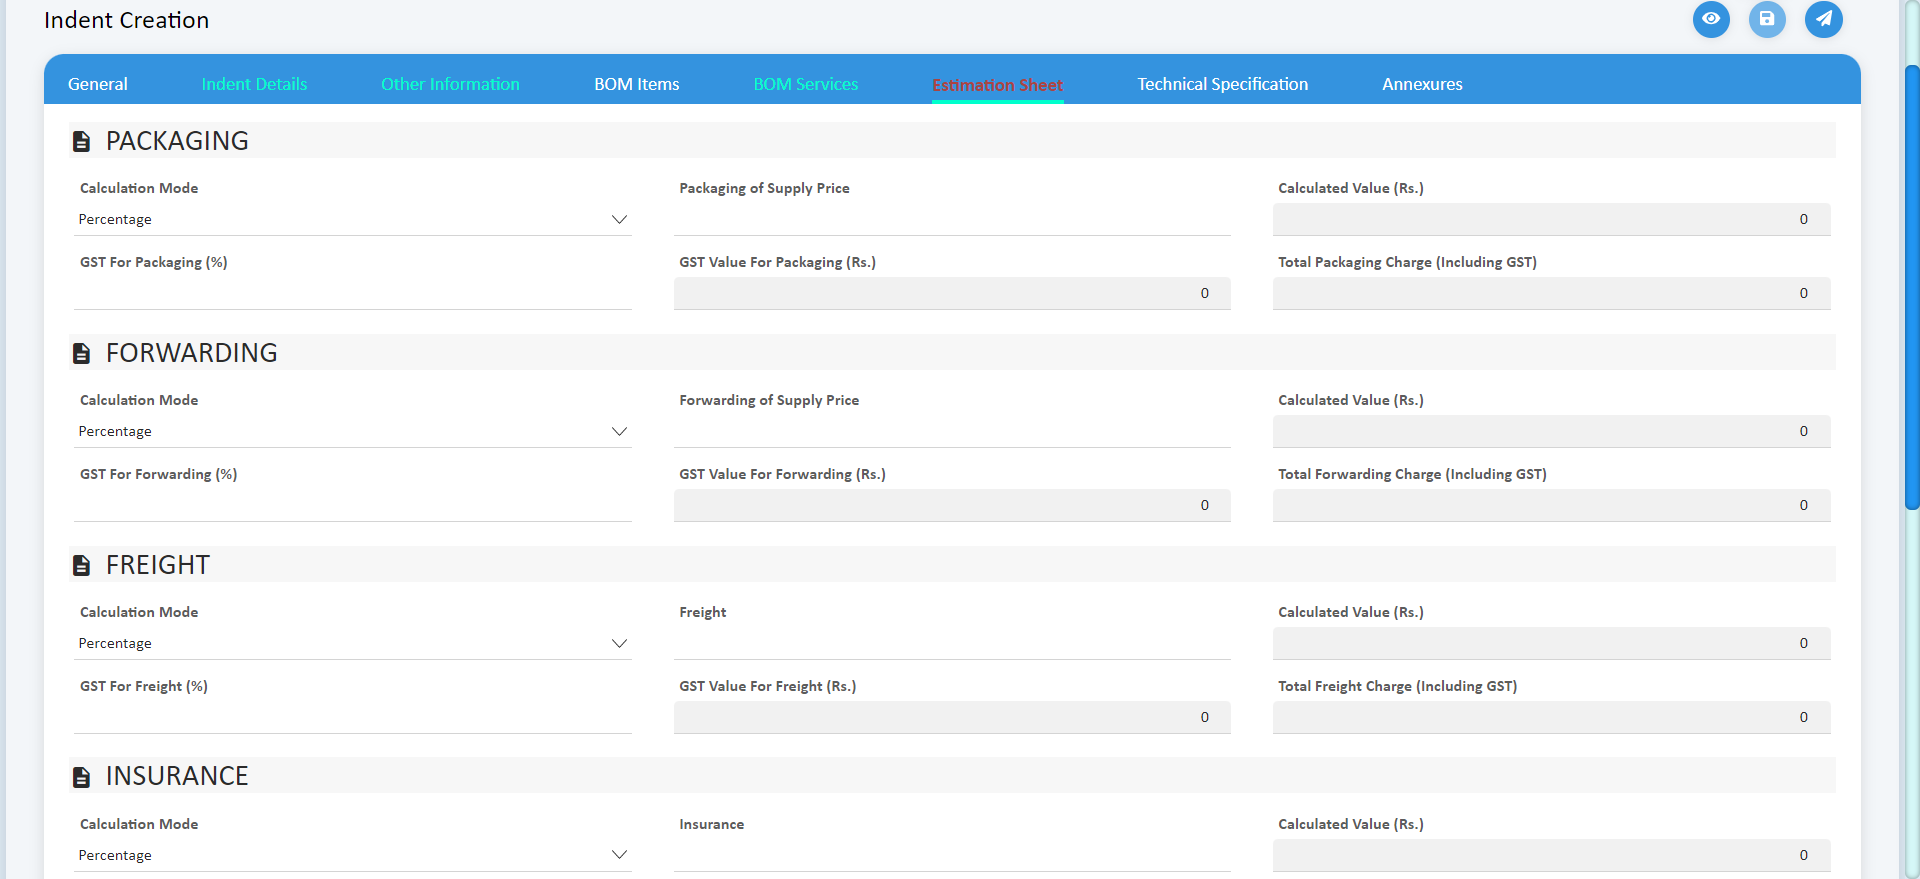 Indent Creation
General Indent Details Other Information BOM Items BOM Services Estimation Sheet Technical Specification Annexures
PACKAGING
Calculation Mode Packaging of Supply Price Calculated Value (Rs.)
Percentage 0
GST For Packaging (%) GST Value For Packaging (Rs.) Total Packaging Charge (Including GST)
0 0
FORWARDING
Calculation Mode Forwarding of Supply Price Calculated Value (Rs.)
Percentage 0
GST For Forwarding (%) GST Value For Forwarding (Rs.) Total Forwarding Charge (Including GST)
0 0
FREIGHT
Calculation Mode Freight Calculated Value (Rs.)
Percentage 0
GST For Freight (%) GST Value For Freight (Rs.) Total Freight Charge (Including GST)
0 0
INSURANCE
Calculation Mode Insurance Calculated Value (Rs.)
Percentage 0